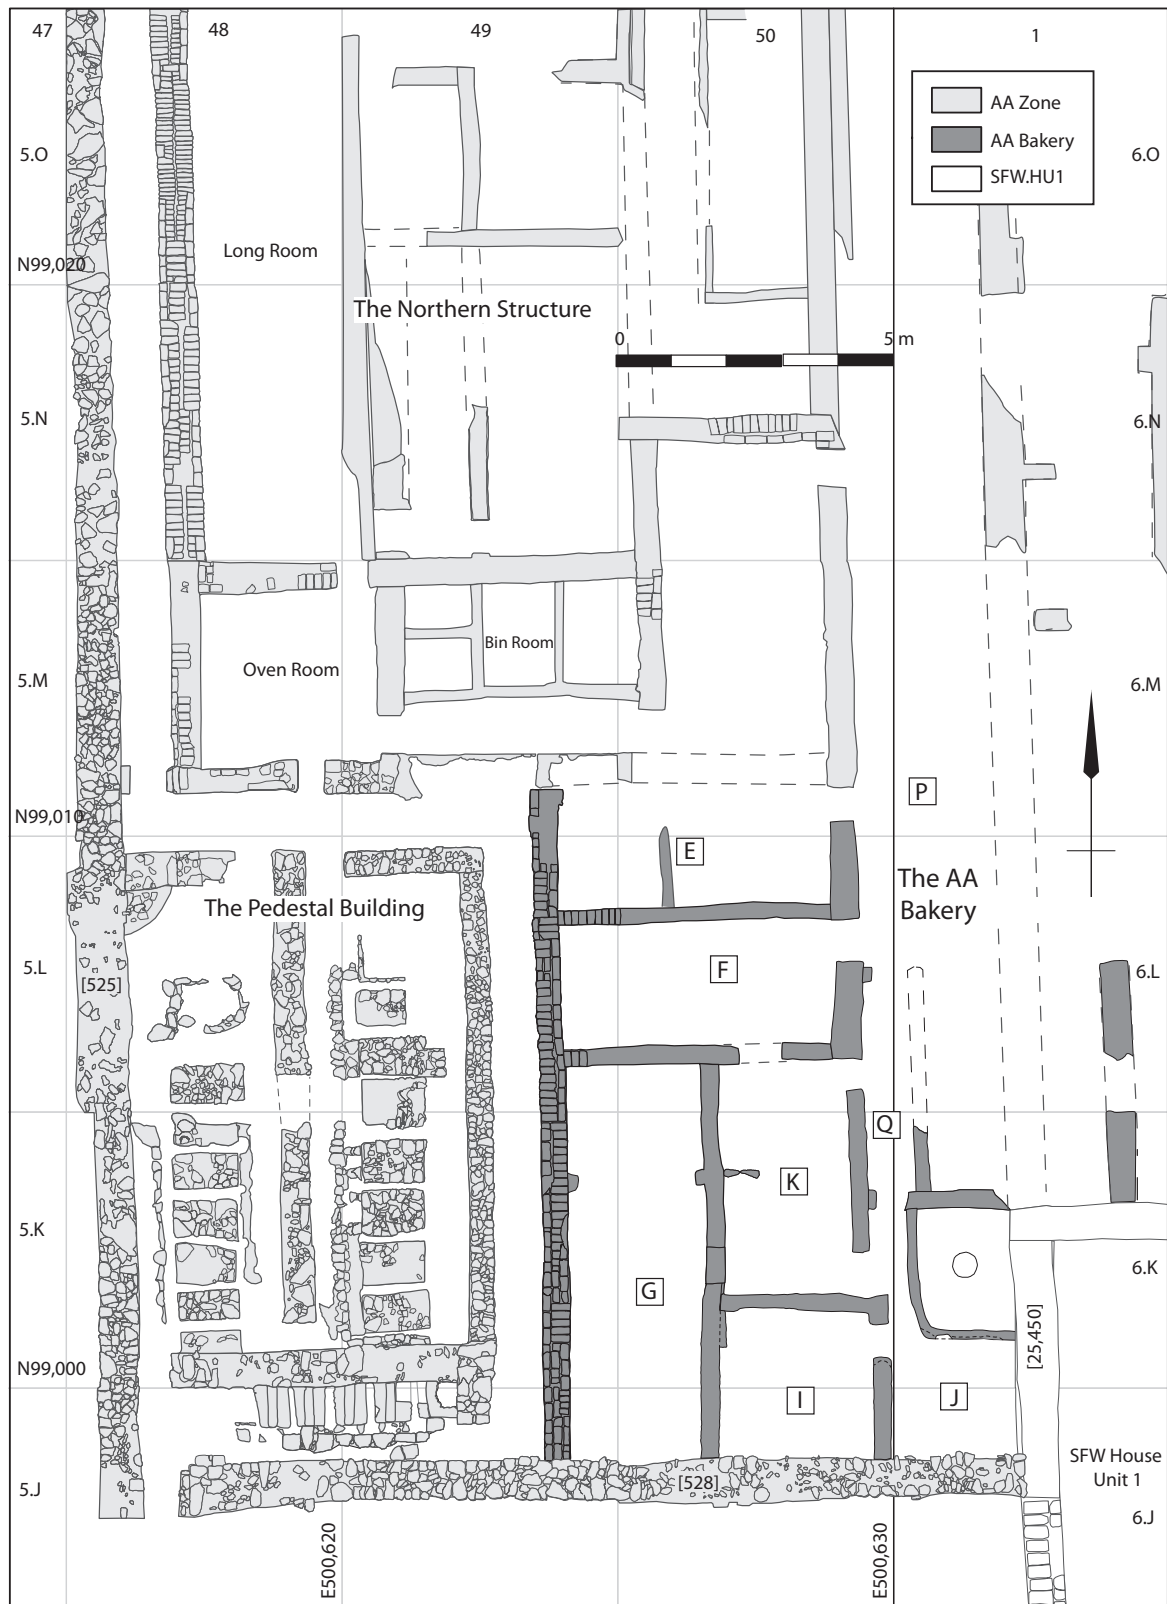 47
48
49
50
1
AA Zone
AA Bakery
SFW.HU1
5.O
6.O
Long Room
N99,020
The Northern Structure
0
5 m
5.N
6.N
Bin Room
Oven Room
5.M
6.M
P
N99,010
E
The AA
Bakery
The Pedestal Building
F
5.L
6.L
[525]
Q
K
5.K
6.K
G
[25,450]
N99,000
I
J
SFW House
Unit 1
[528]
5.J
6.J
E500,620
E500,630